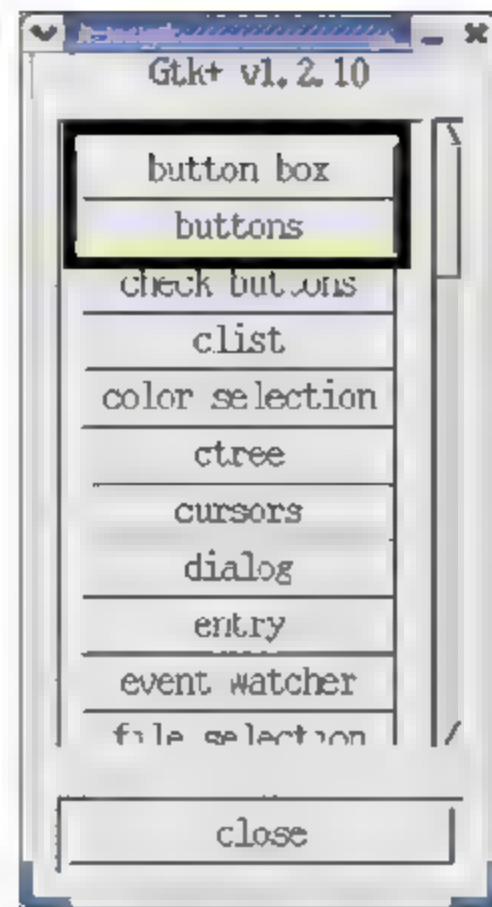 Gtk+ v1.2.10
button box
buttons
check buttons
clist
color selection
ctree
cursors
dialog
entry
event watcher
file selection
close